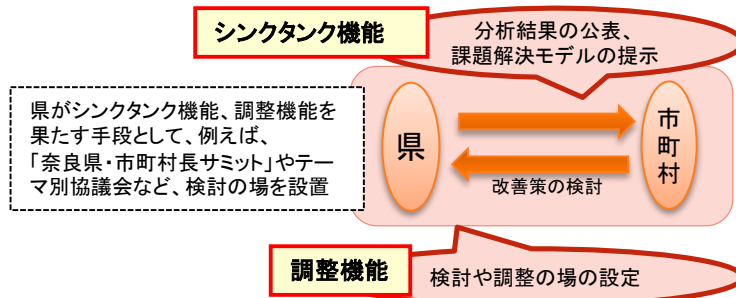 シンクタンク機能
分析結果の公表、
課題解決モデルの提示
県がシンクタンク機能、調整機能を
果たす手段として、例えば、
「奈良県・市町村長サミット」やテー
マ別協議会など、検討の場を設置
県
市
町
村
改善策の検討
調整機能
検討や調整の場の設定